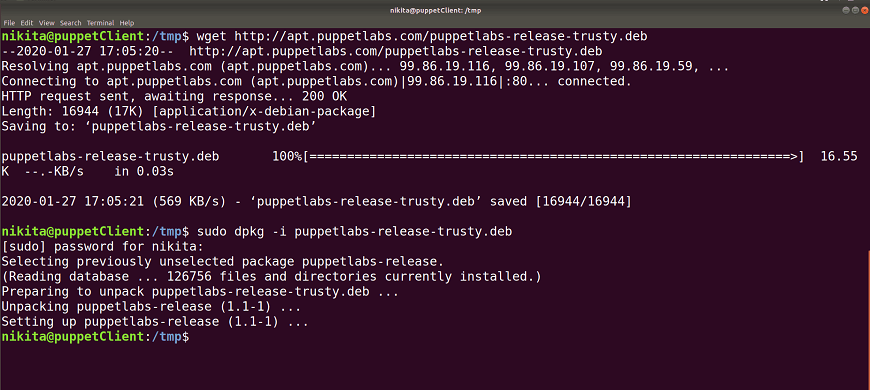 nikita@puppetClient: /tmp
File Edit View Search Terminal Help
nikita@puppetClient:/tmp$ wget http://apt.puppetlabs.com/puppetlabs-release-trusty.deb
--2020-01-27 17:05:20--  http://apt.puppetlabs.com/puppetlabs-release-trusty.deb
Resolving apt.puppetlabs.com (apt.puppetlabs.com)... 99.86.19.116, 99.86.19.107, 99.86.19.59, ...
Connecting to apt.puppetlabs.com (apt.puppetlabs.com)|99.86.19.116|:80... connected.
HTTP request sent, awaiting response... 200 OK
Length: 16944 (17K) [application/x-debian-package]
Saving to: ‘puppetlabs-release-trusty.deb’
puppetlabs-release-trusty.deb       100%[================================================================>]  16.55
K  --.-KB/s    in 0.03s
2020-01-27 17:05:21 (569 KB/s) - ‘puppetlabs-release-trusty.deb’ saved [16944/16944]
nikita@puppetClient:/tmp$ sudo dpkg -i puppetlabs-release-trusty.deb
[sudo] password for nikita:
Selecting previously unselected package puppetlabs-release.
(Reading database ... 126756 files and directories currently installed.)
Preparing to unpack puppetlabs-release-trusty.deb ...
Unpacking puppetlabs-release (1.1-1) ...
Setting up puppetlabs-release (1.1-1) ...
nikita@puppetClient:/tmp$